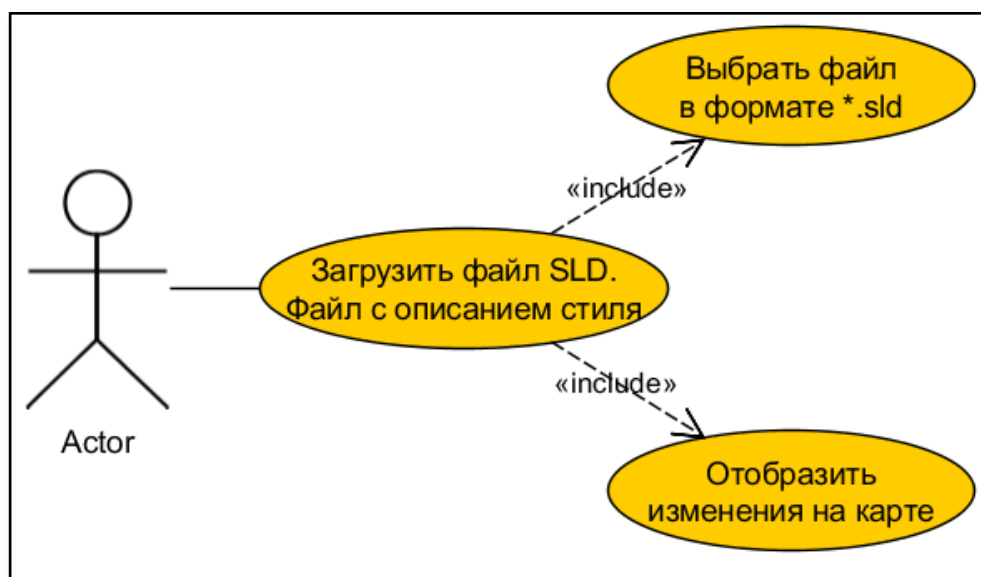 Выбрать файл
в формате *.sld
«include»
Загрузить файл SLD.
Файл с описанием стиля
«include»
Actor
Отобразить
изменения на карте